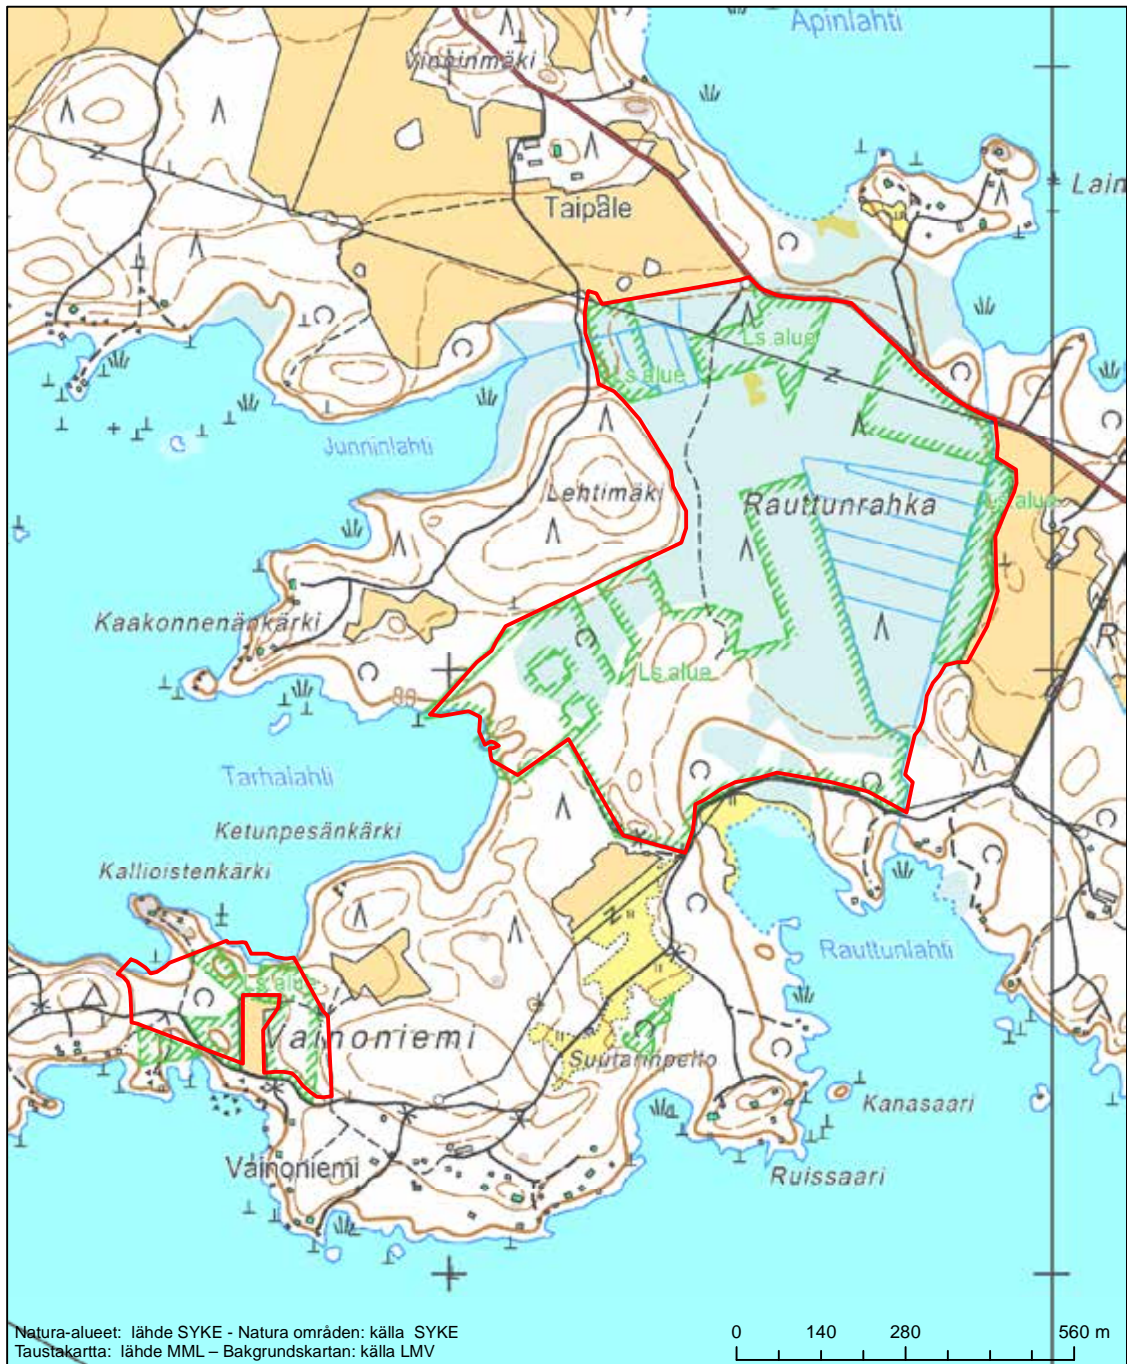 Apinlahti
Vinninmäki
Lain
Taipale
Ls alue
Ls alue
Junninlahti
Lehtimäki
Rauttunrahka
Ls alue
Kaakonnenänkärki
Ls alue
Tarhalahti
Ketunpesänkärki
Kallioistenkärki
Rauttunlahti
Ls alue
Vainoniemi
Suutarinpelto
Kanasaari
Vainoniemi
Ruissaari
Natura-alueet: lähde SYKE - Natura områden: källa SYKE
Taustakartta: lähde MML – Bakgrundskartan: källa LMV
0 140 280 560 m